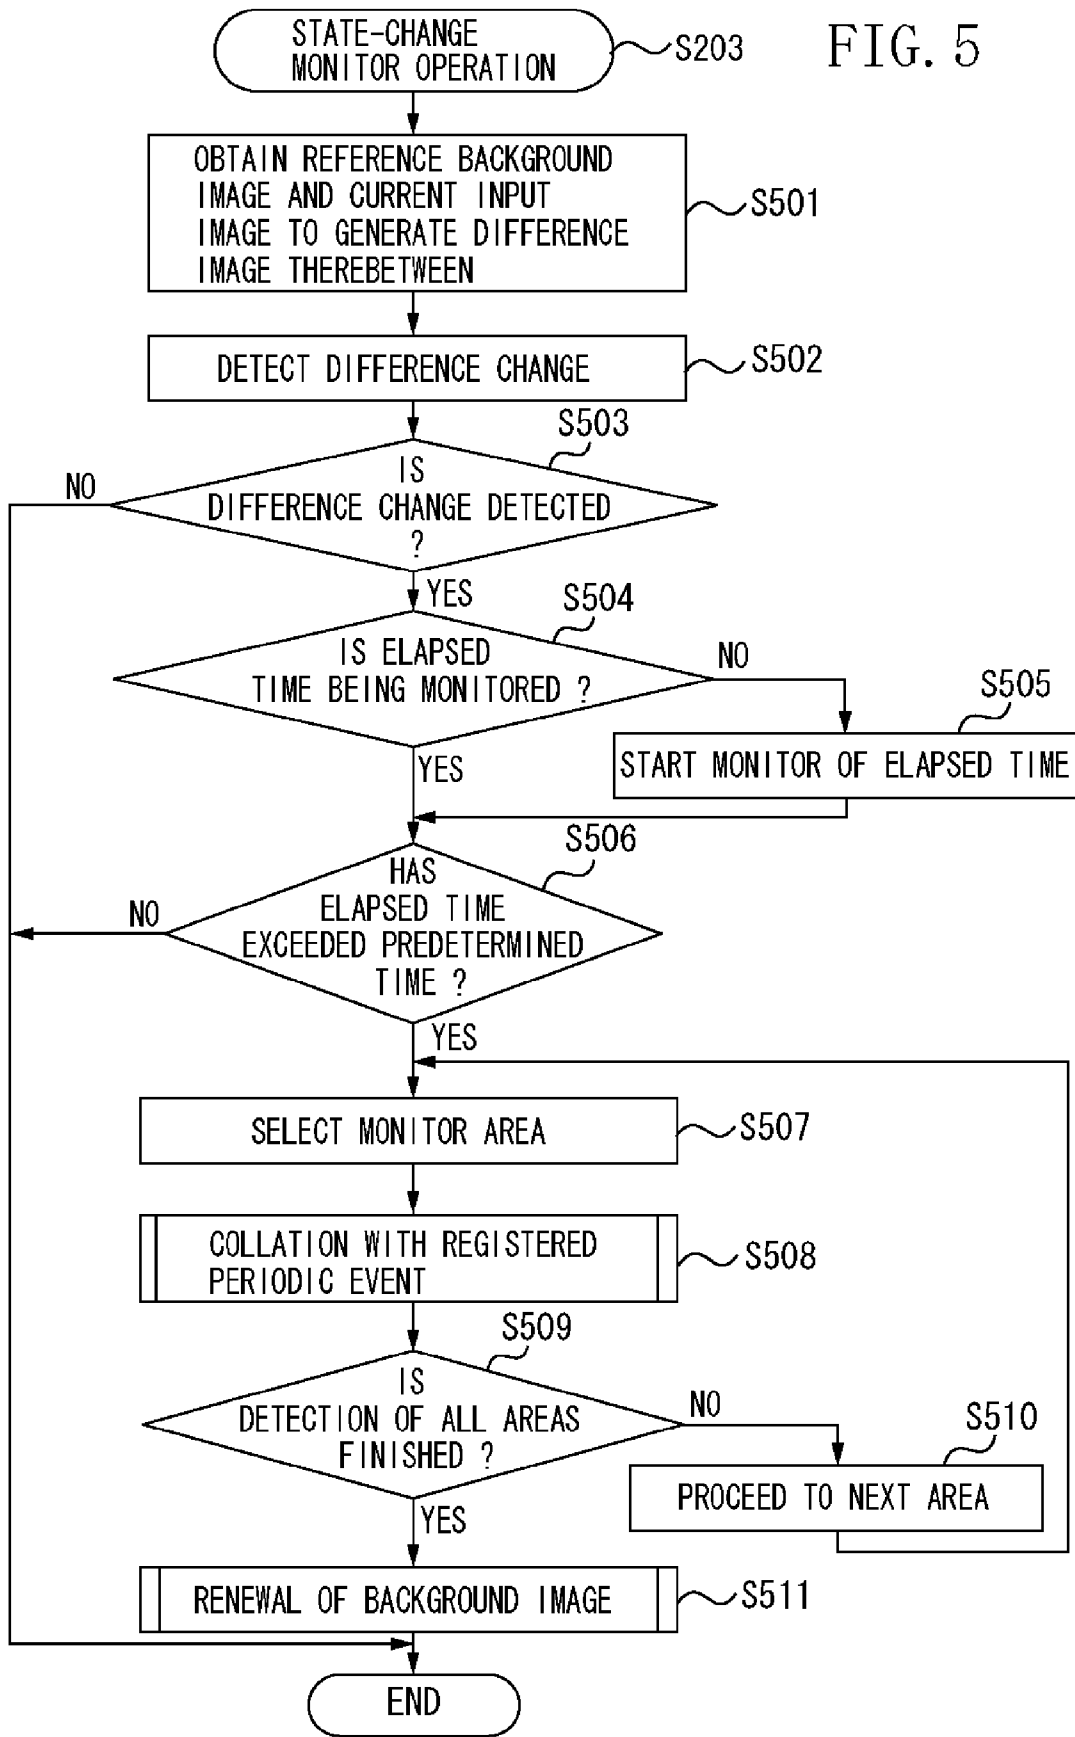 FIG. 5
STATE-CHANGE
MONITOR OPERATION
S203
OBTAIN REFERENCE BACKGROUND
IMAGE AND CURRENT INPUT
IMAGE TO GENERATE DIFFERENCE
IMAGE THEREBETWEEN
S501
DETECT DIFFERENCE CHANGE
S502
S503
IS
DIFFERENCE CHANGE DETECTED
?
NO
YES
S504
IS ELAPSED
TIME BEING MONITORED ?
NO
YES
S505
START MONITOR OF ELAPSED TIME
S506
HAS
ELAPSED TIME
EXCEEDED PREDETERMINED
TIME ?
NO
YES
SELECT MONITOR AREA
S507
COLLATION WITH REGISTERED
PERIODIC EVENT
S508
S509
IS
DETECTION OF ALL AREAS
FINISHED ?
NO
YES
S510
PROCEED TO NEXT AREA
RENEWAL OF BACKGROUND IMAGE
S511
END